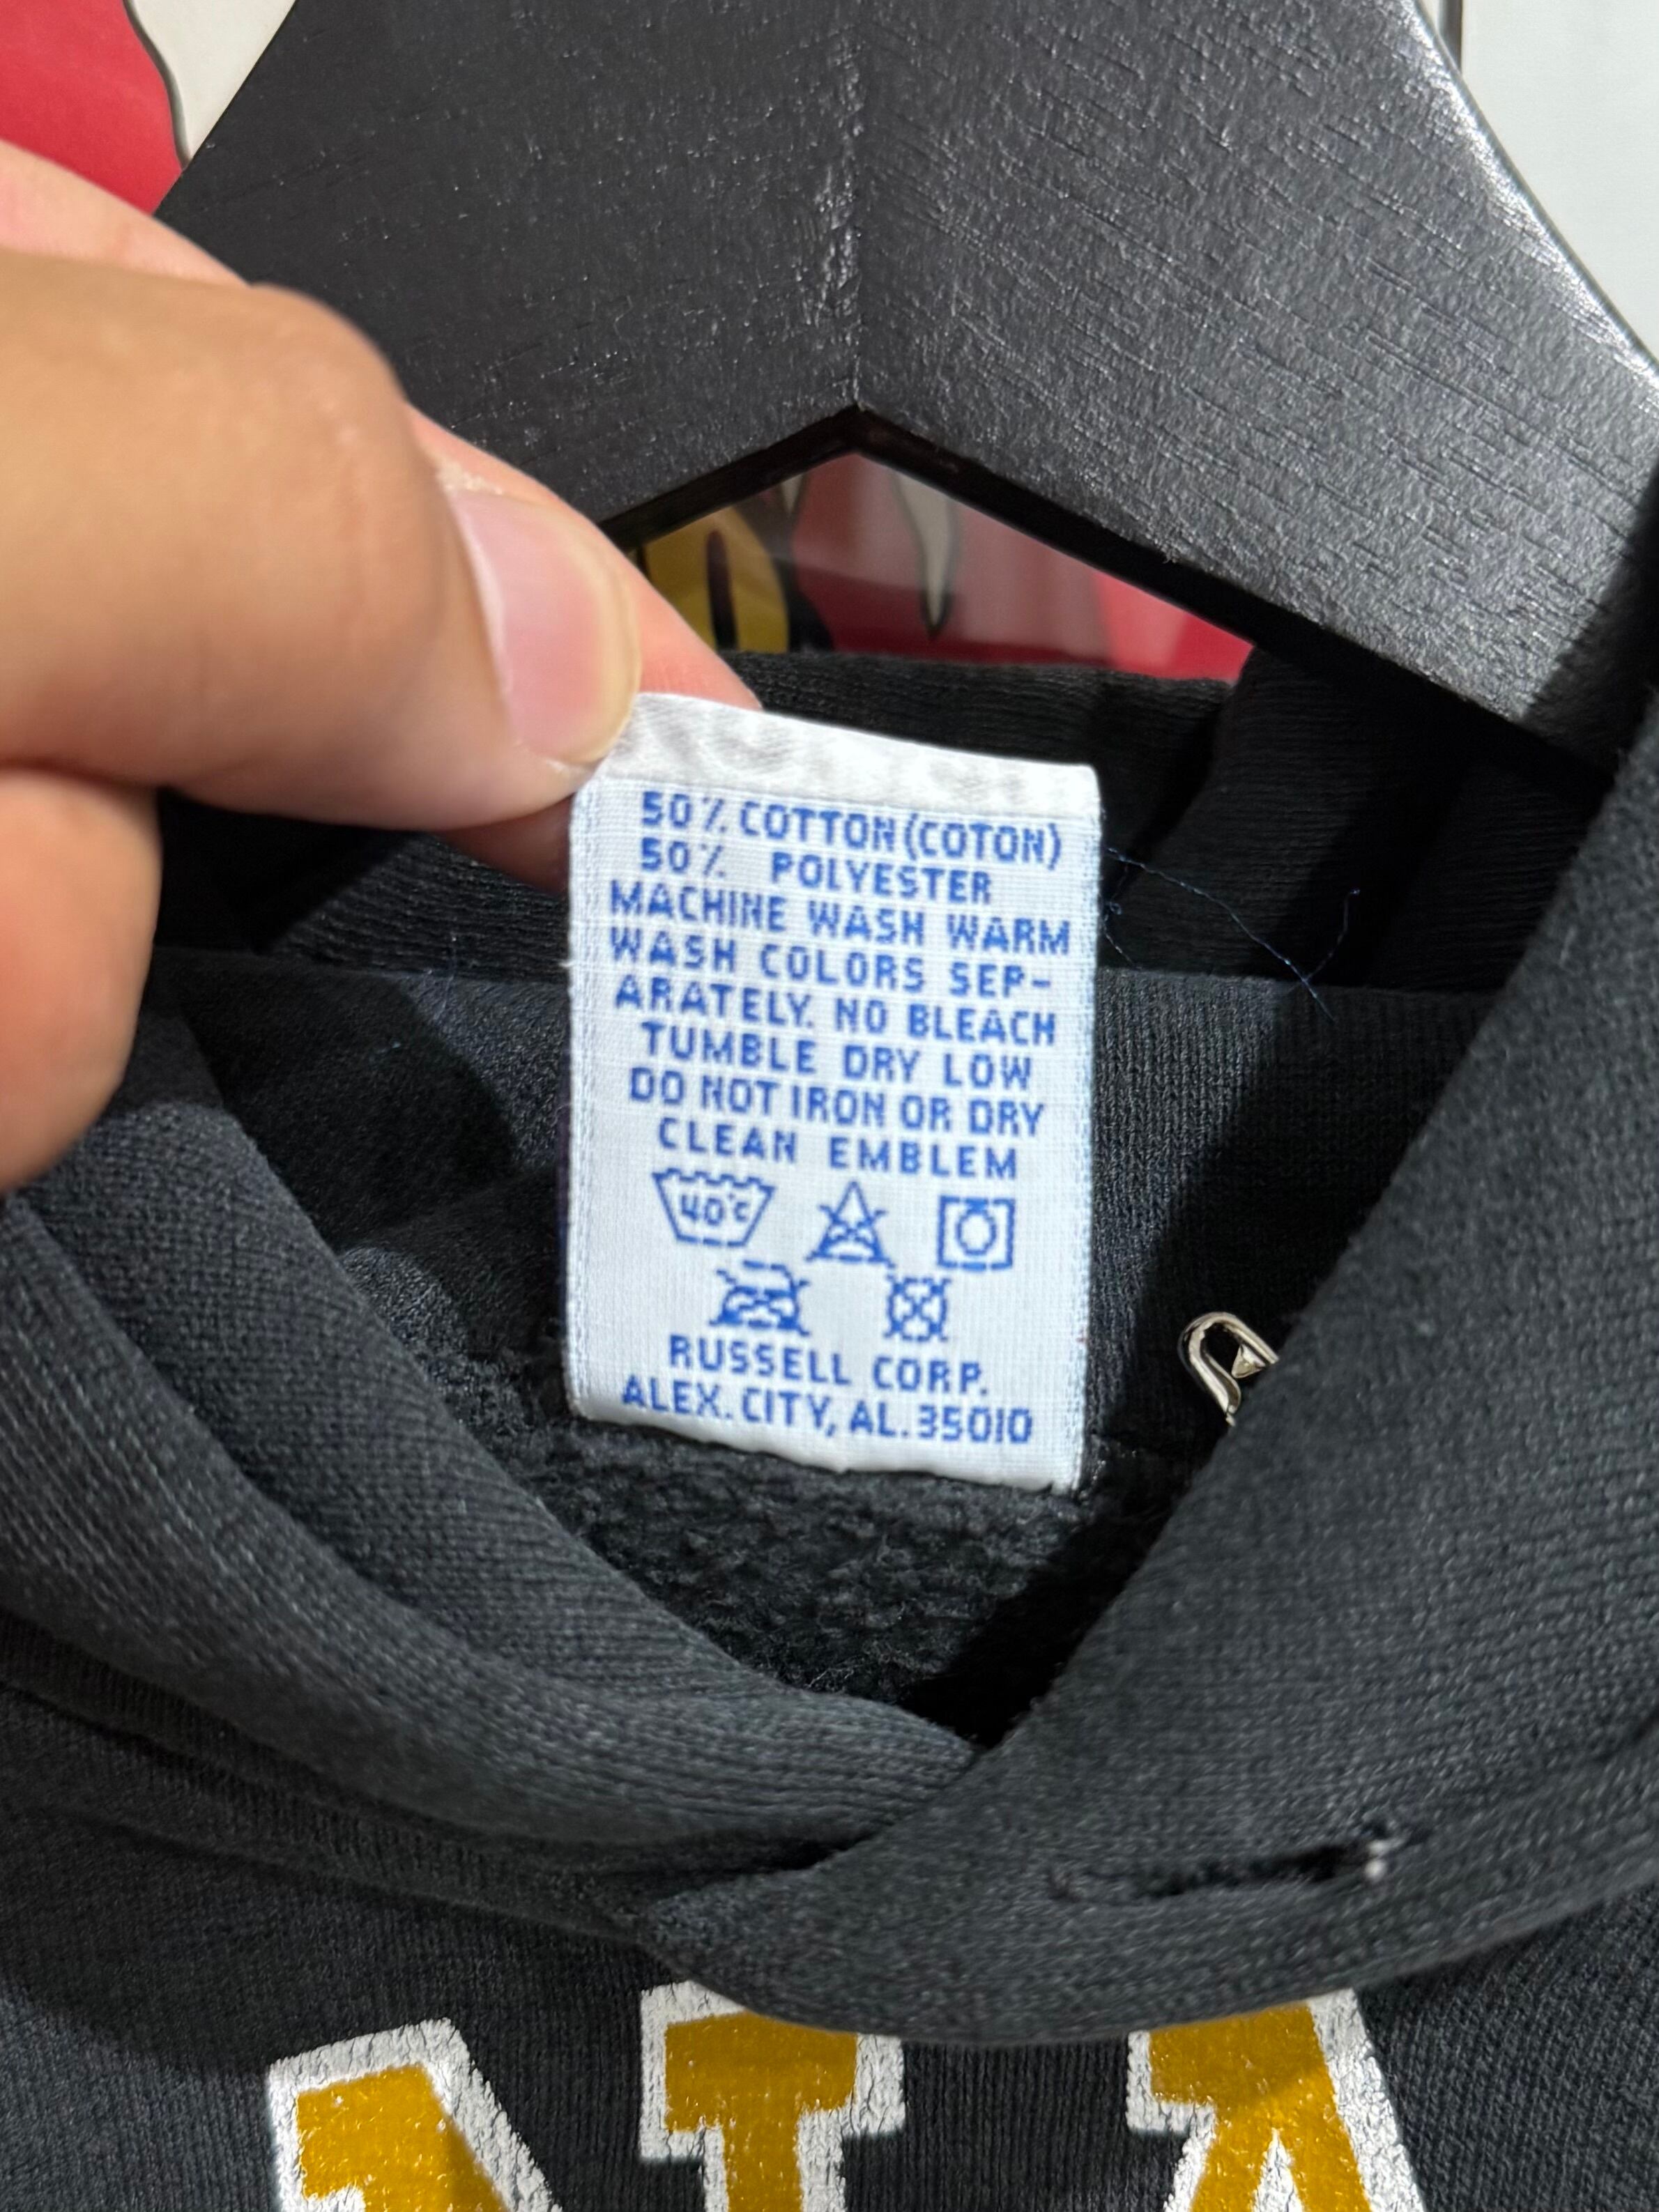 50% COTTON (COTON)
50% POLYESTER
MACHINE WASH WARM
WASH COLORS SEP-
ARATELY. NO BLEACH
TUMBLE DRY LOW
DO NOT IRON OR DRY
CLEAN EMBLEM
40°C
RUSSELL CORP.
ALEX. CITY, AL. 35010